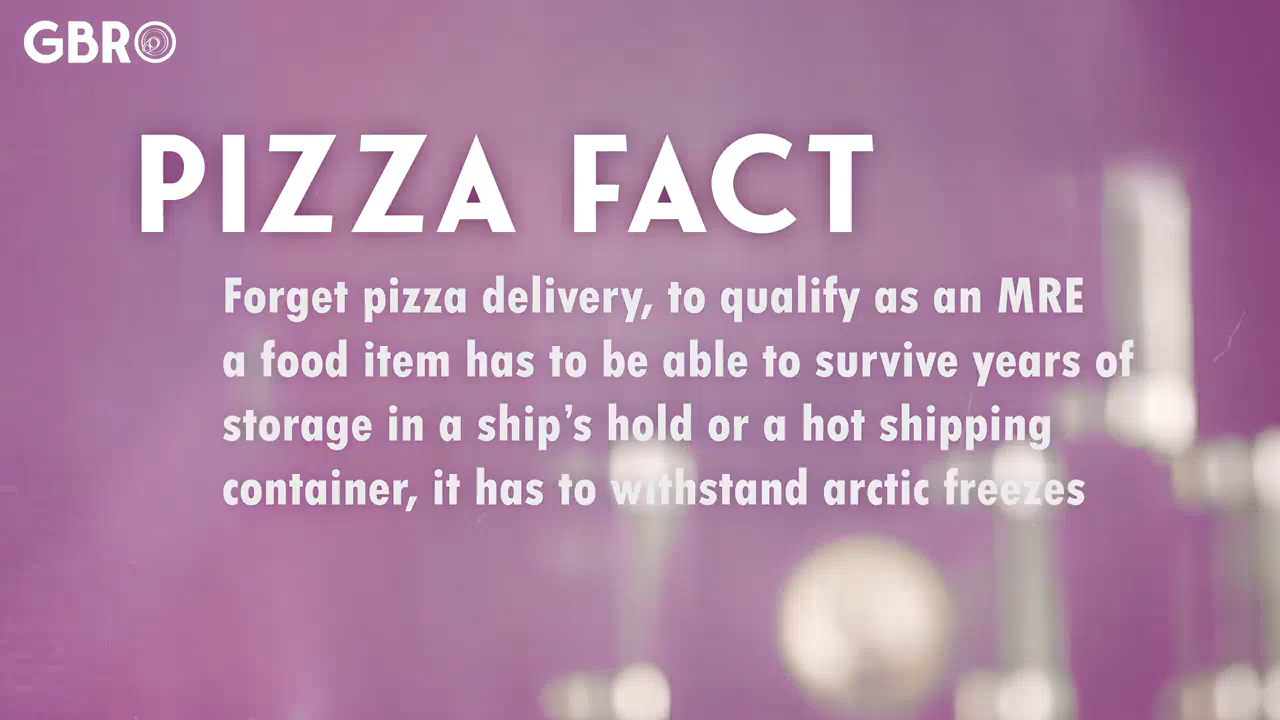 GBRO
PIZZA FACT
Forget pizza delivery, to qualify as an MRE
a food item has to be able to survive years of
storage in a ship’s hold or a hot shipping
container, it has to withstand arctic freezes